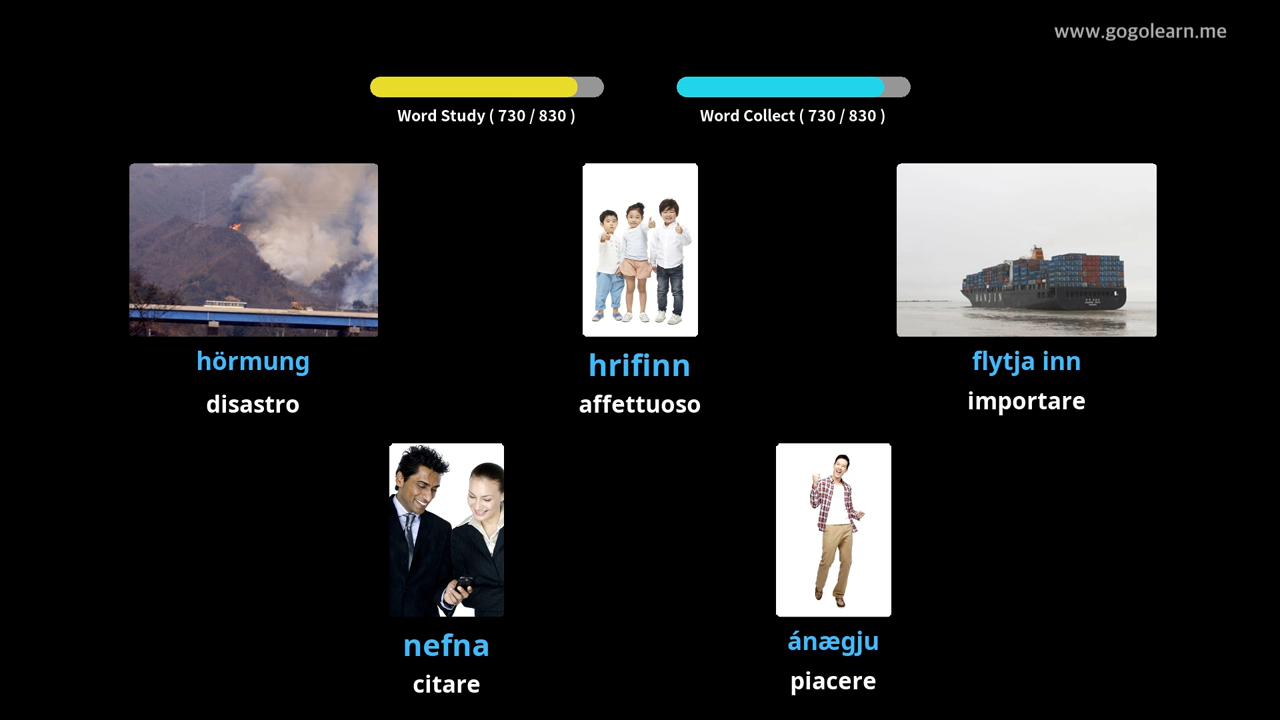 www.gogolearn.me
Word Study ( 730 / 830 )
Word Collect ( 730 / 830 )
hörmung
disastro
hrifinn
affettuoso
HANJIN
flytja inn
importare
nefna
citare
ánægju
piacere